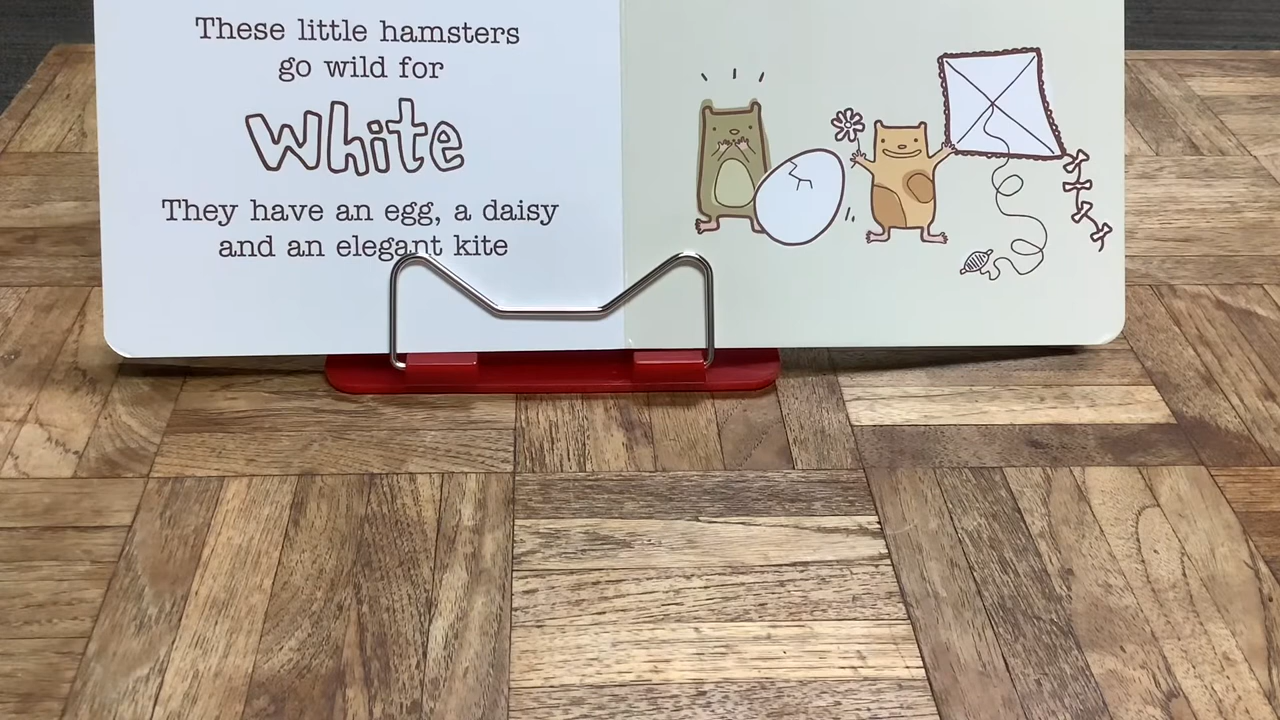 These little hamsters
go wild for
White
They have an egg, a daisy
and an elegant kite